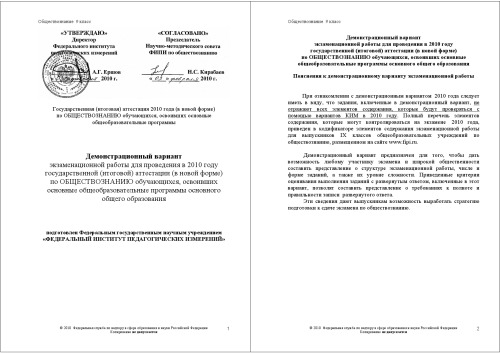 Обществознание 9 класс
«УТВЕРЖДАЮ» «СОГЛАСОВАНО»
Директор Председатель
Федерального института Научно-методического совета
педагогических измерений ФИПИ по обществознанию
А.Г. Ершов И.С. Карабаев
2010 г. 2010 г.
Государственная (итоговая) аттестация 2010 года (в новой форме)
по ОБЩЕСТВОЗНАНИЮ обучающихся, освоивших основные
общеобразовательные программы
Демонстрационный вариант
экзаменационной работы для проведения в 2010 году
государственной (итоговой) аттестации (в новой форме)
по ОБЩЕСТВОЗНАНИЮ обучающихся, освоивших
основные общеобразовательные программы основного
общего образования
подготовлен Федеральным государственным научным учреждением
«ФЕДЕРАЛЬНЫЙ ИНСТИТУТ ПЕДАГОГИЧЕСКИХ ИЗМЕРЕНИЙ»
© 2010 Федеральная служба по надзору в сфере образования и науки Российской Федерации
Копирование не допускается
1
Обществознание 9 класс
Демонстрационный вариант
экзаменационной работы для проведения в 2010 году
государственной (итоговой) аттестации (в новой форме)
по ОБЩЕСТВОЗНАНИЮ обучающихся, освоивших основные
общеобразовательные программы основного общего образования
Пояснения к демонстрационному варианту экзаменационной работы
При ознакомлении с демонстрационным вариантом 2010 года следует
иметь в виду, что задания, включённые в демонстрационный вариант, не
отражают всех элементов содержания, которые будут проверяться с
помощью вариантов КИМ в 2010 году. Полный перечень элементов
содержания, которые могут контролироваться на экзамене 2010 года,
приведен в кодификаторе элементов содержания экзаменационной работы
для выпускников IX классов общеобразовательных учреждений по
обществознанию, размещенном на сайте www.fipi.ru.
Демонстрационный вариант предназначен для того, чтобы дать
возможность любому участнику экзамена и широкой общественности
составить представление о структуре экзаменационной работы, числе и
форме заданий, а также их уровне сложности. Приведённые критерии
оценивания выполнения заданий с развёрнутым ответом, включённые в этот
вариант, позволят составить представление о требованиях к полноте и
правильности записи развернутого ответа.
Эти сведения дают выпускникам возможность выработать стратегию
подготовки к сдаче экзамена по обществознанию.
© 2010 Федеральная служба по надзору в сфере образования и науки Российской Федерации
Копирование не допускается
2